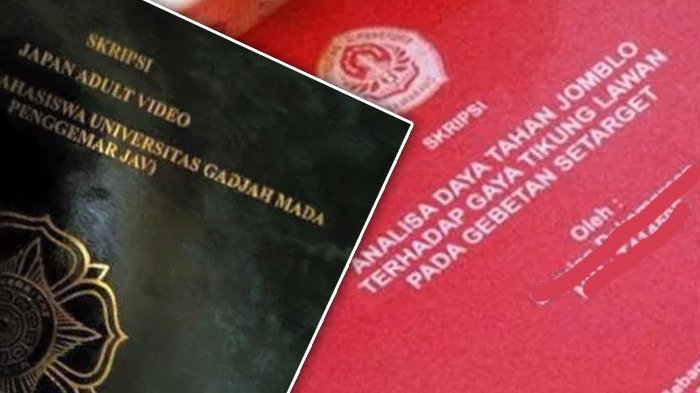 SKRIPSI
JAPAN ADULT VIDEO
AHASISWA UNIVERSITAS GADJAH MADA
PENGGEMAR JAV)
SKRIPSI
ANALISA DAYA TAHAN JOMBLO
TERHADAP GAYA TIKUNG LAWAN
PADA GEBETAN SETARGET
Oleh :